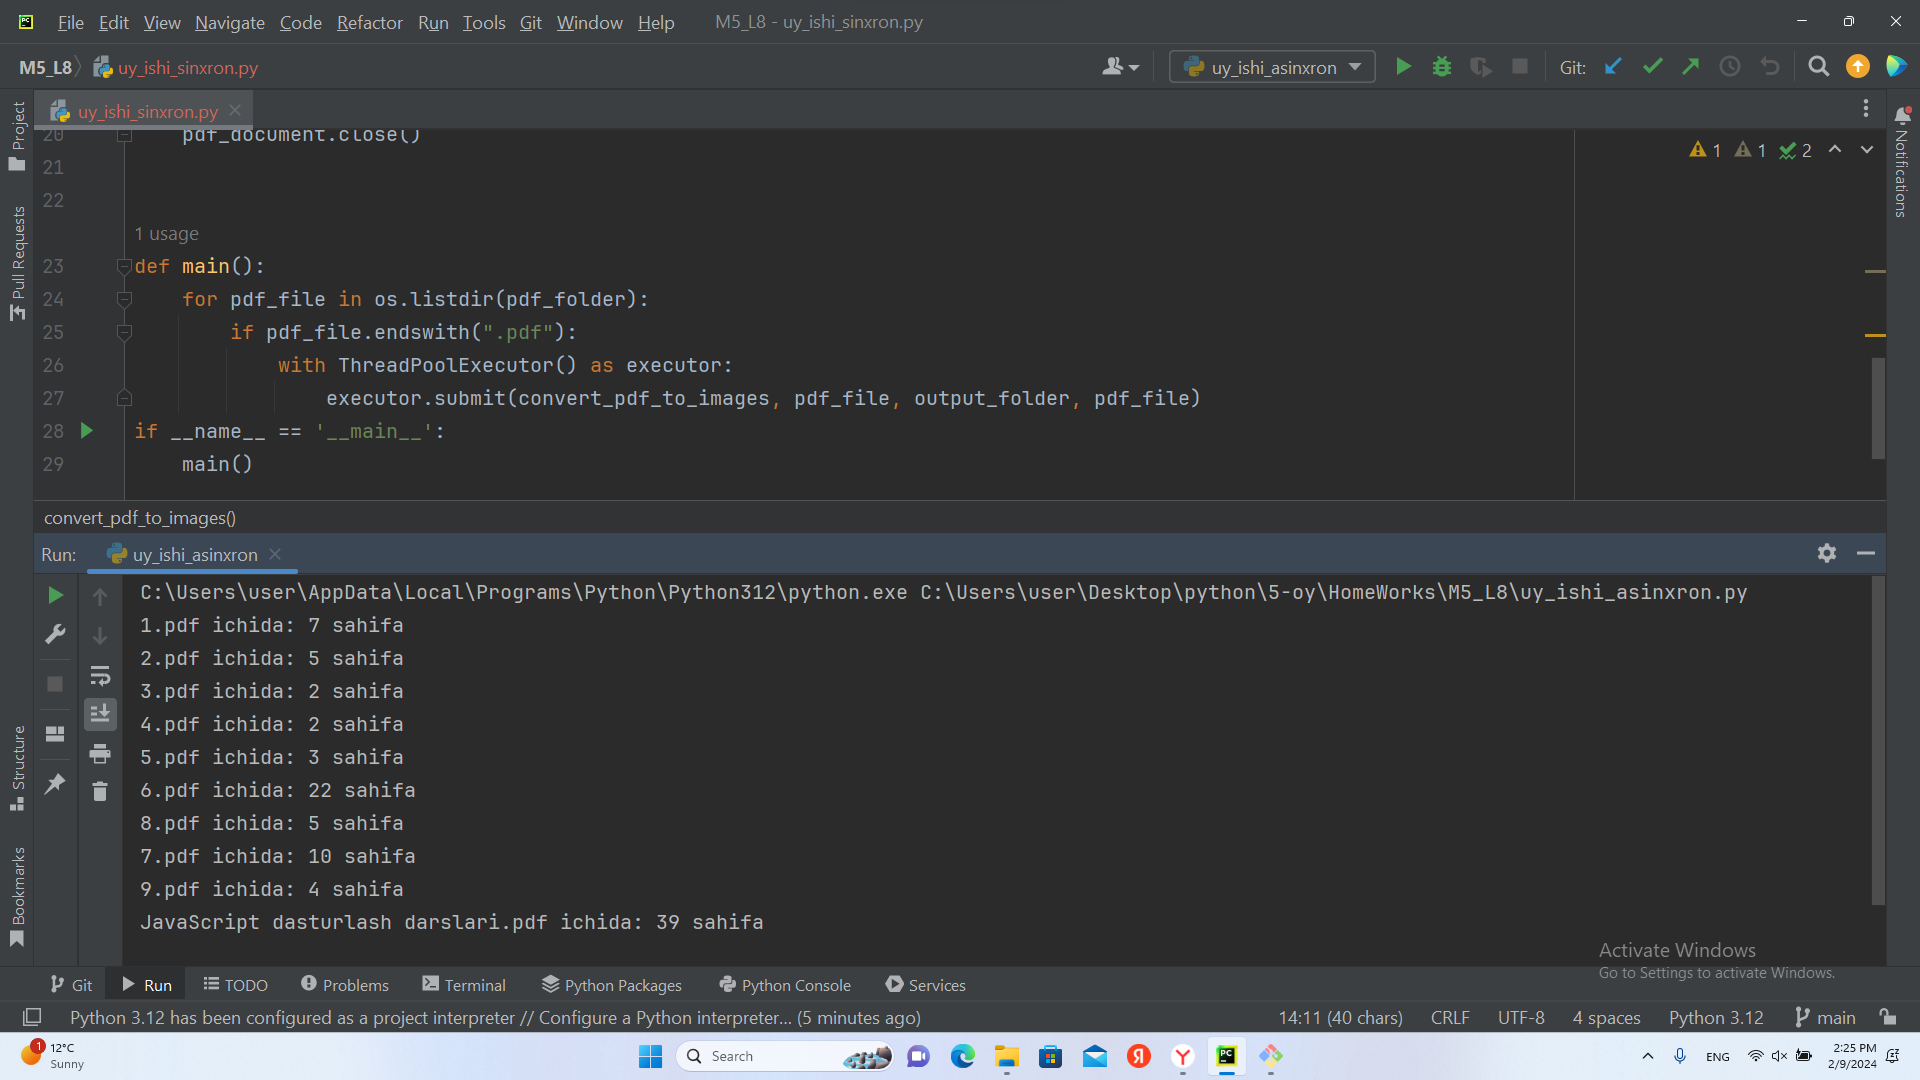 File Edit View Navigate Code Refactor Run Tools Git Window Help M5_L8 - uy_ishi_sinxron.py
M5_L8 uy_ishi_sinxron.py uy_ishi_asinxron Git:
uy_ishi_sinxron.py
Project
Pull Requests
Structure
Bookmarks
Notifications
1 1 2
20 pdf_document.close()
21
22
1 usage
23 def main():
24 for pdf_file in os.listdir(pdf_folder):
25 if pdf_file.endswith(".pdf"):
26 with ThreadPoolExecutor() as executor:
27 executor.submit(convert_pdf_to_images, pdf_file, output_folder, pdf_file)
28 if __name__ == '__main__':
29 main()
convert_pdf_to_images()
Run: uy_ishi_asinxron
C:\Users\user\AppData\Local\Programs\Python\Python312\python.exe C:\Users\user\Desktop\python\5-oy\HomeWorks\M5_L8\uy_ishi_asinxron.py
1.pdf ichida: 7 sahifa
2.pdf ichida: 5 sahifa
3.pdf ichida: 2 sahifa
4.pdf ichida: 2 sahifa
5.pdf ichida: 3 sahifa
6.pdf ichida: 22 sahifa
8.pdf ichida: 5 sahifa
7.pdf ichida: 10 sahifa
9.pdf ichida: 4 sahifa
JavaScript dasturlash darslari.pdf ichida: 39 sahifa
Activate Windows
Go to Settings to activate Windows.
Git Run TODO Problems Terminal Python Packages Python Console Services
Python 3.12 has been configured as a project interpreter // Configure a Python interpreter... (5 minutes ago) 14:11 (40 chars) CRLF UTF-8 4 spaces Python 3.12 main
1 12°C
Sunny
Search
ENG
2:25 PM
2/9/2024